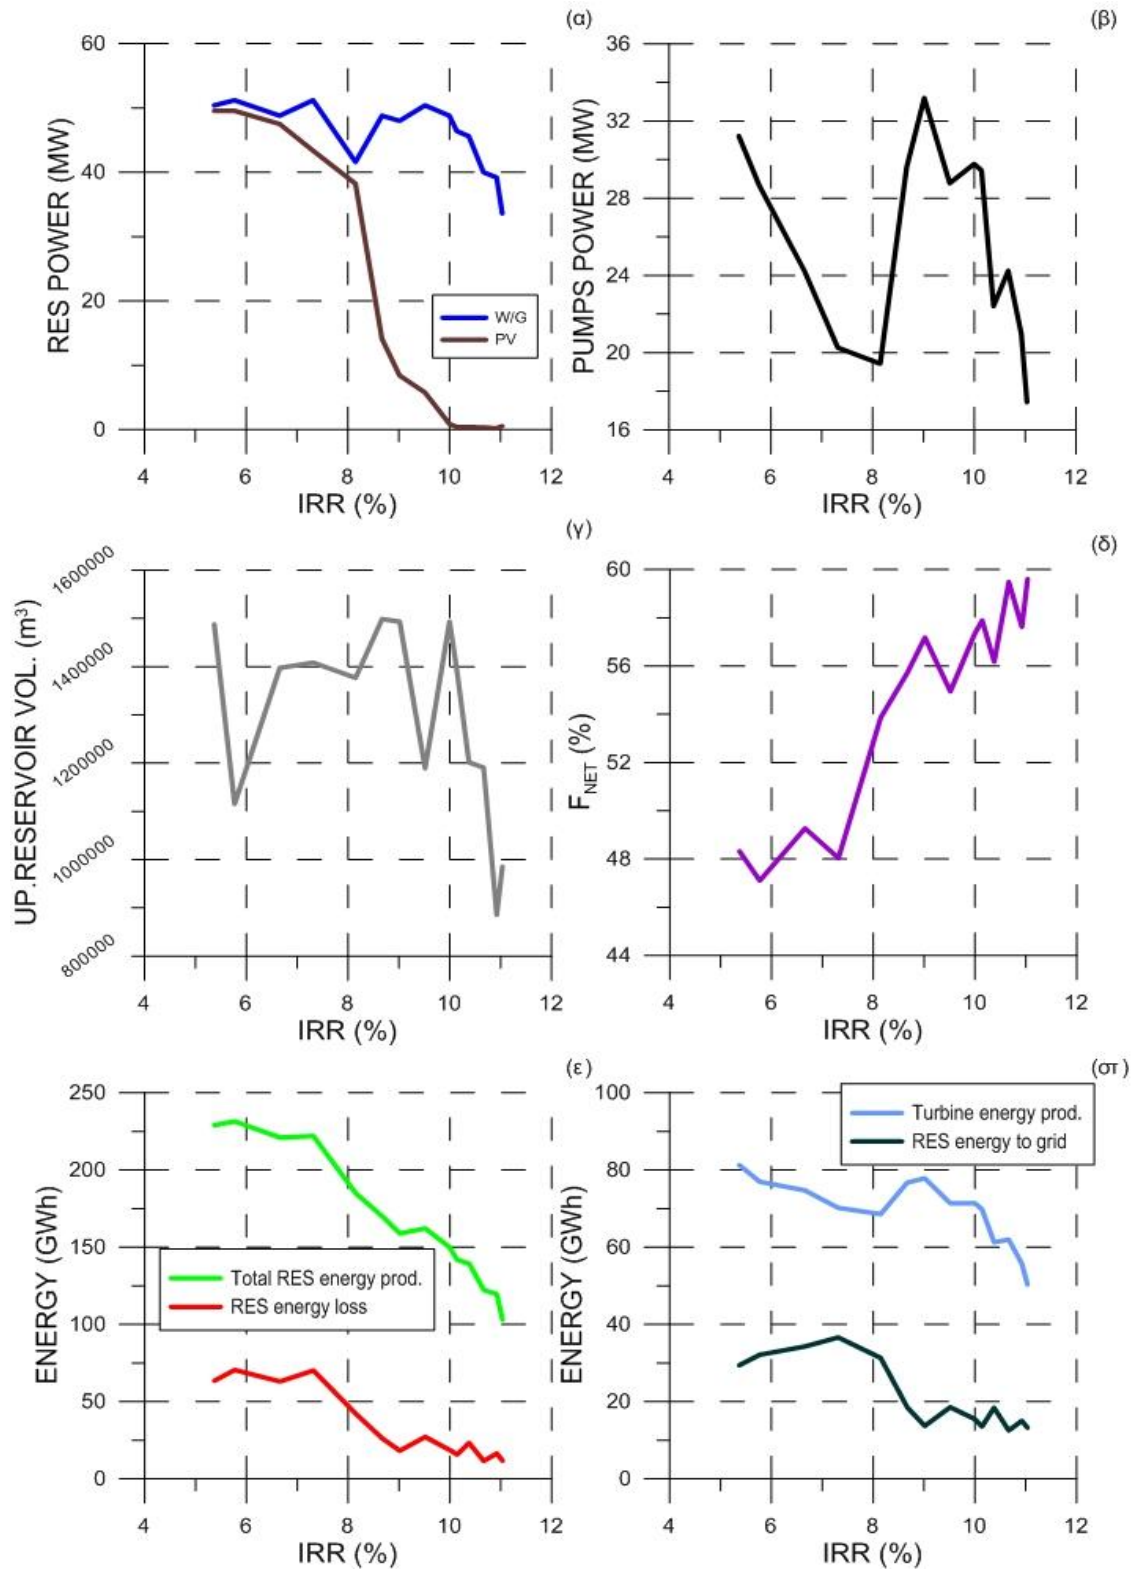 (α)
60
40
20
0
RES POWER (MW)
W/G
PV
4 6 8 10 12
IRR (%)
(β)
36
32
28
24
20
16
PUMPS POWER (MW)
4 6 8 10 12
IRR (%)
(γ)
1600000
1400000
1200000
1000000
800000
UP.RESERVOIR VOL. (m³)
4 6 8 10 12
IRR (%)
(δ)
60
56
52
48
44
F_NET (%)
4 6 8 10 12
IRR (%)
(ε)
250
200
150
100
50
0
ENERGY (GWh)
Total RES energy prod.
RES energy loss
4 6 8 10 12
IRR (%)
(στ)
100
80
60
40
20
0
ENERGY (GWh)
Turbine energy prod.
RES energy to grid
4 6 8 10 12
IRR (%)